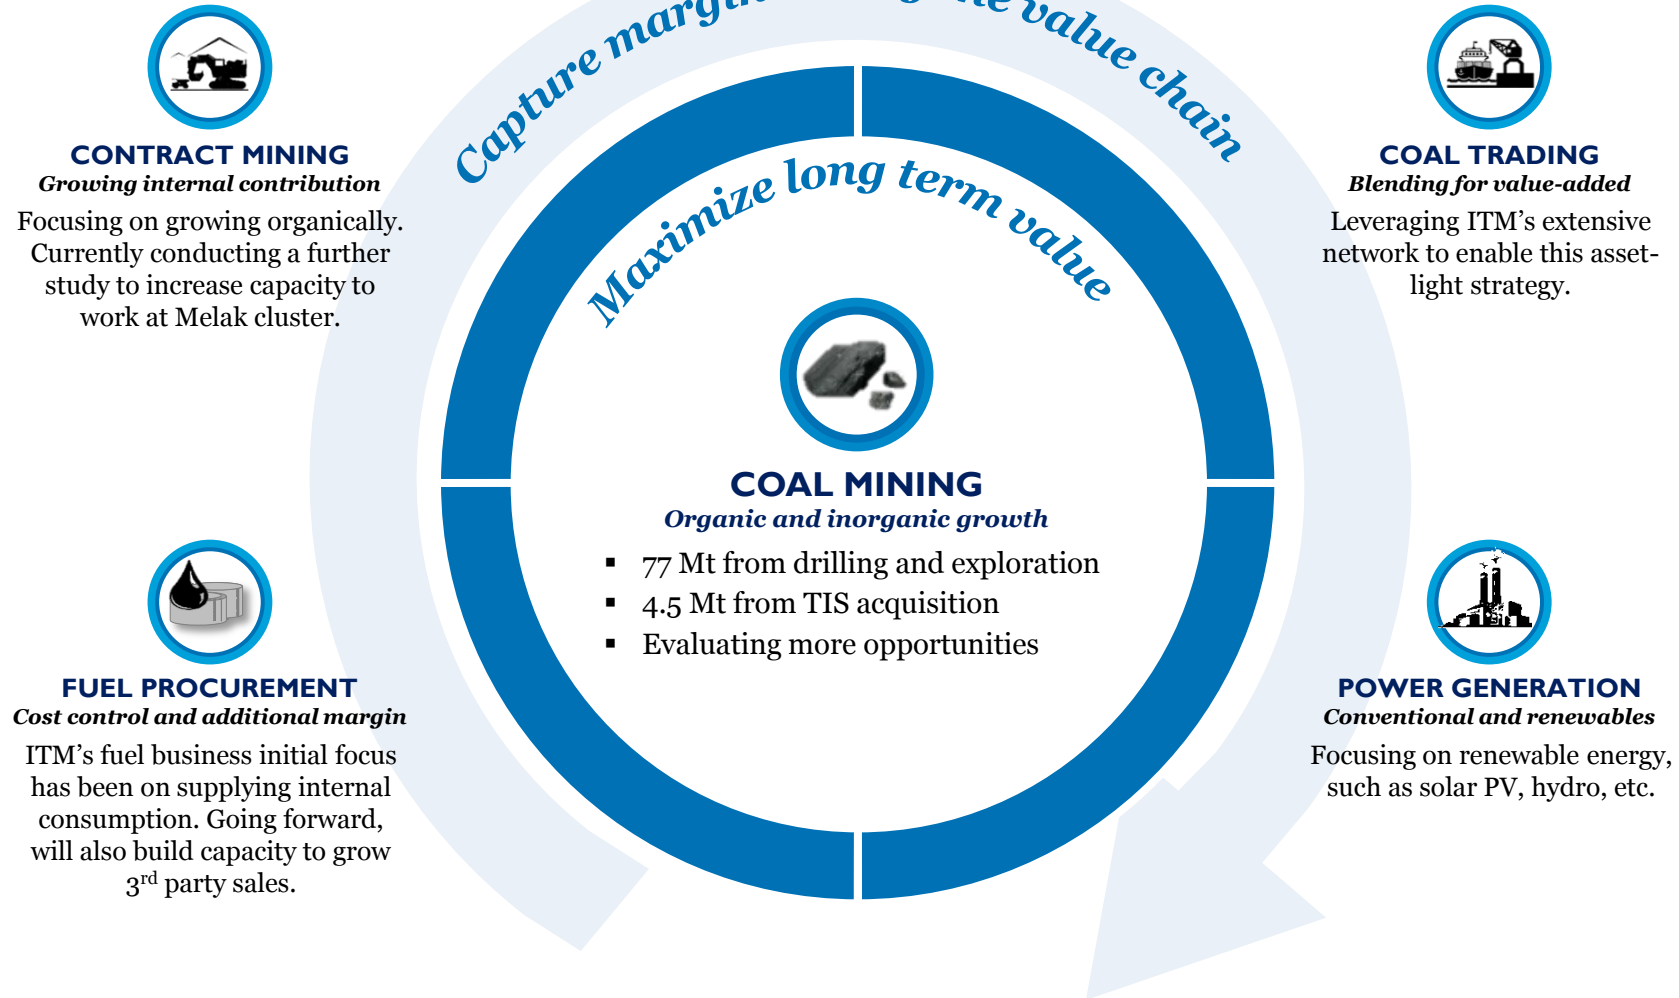 Capture margin value chain
Maximize long term value
CONTRACT MINING
Growing internal contribution
Focusing on growing organically.
Currently conducting a further
study to increase capacity to
work at Melak cluster.
COAL TRADING
Blending for value-added
Leveraging ITM’s extensive
network to enable this asset-
light strategy.
COAL MINING
Organic and inorganic growth
▪ 77 Mt from drilling and exploration
▪ 4.5 Mt from TIS acquisition
▪ Evaluating more opportunities
FUEL PROCUREMENT
Cost control and additional margin
ITM’s fuel business initial focus
has been on supplying internal
consumption. Going forward,
will also build capacity to grow
3rd party sales.
POWER GENERATION
Conventional and renewables
Focusing on renewable energy,
such as solar PV, hydro, etc.